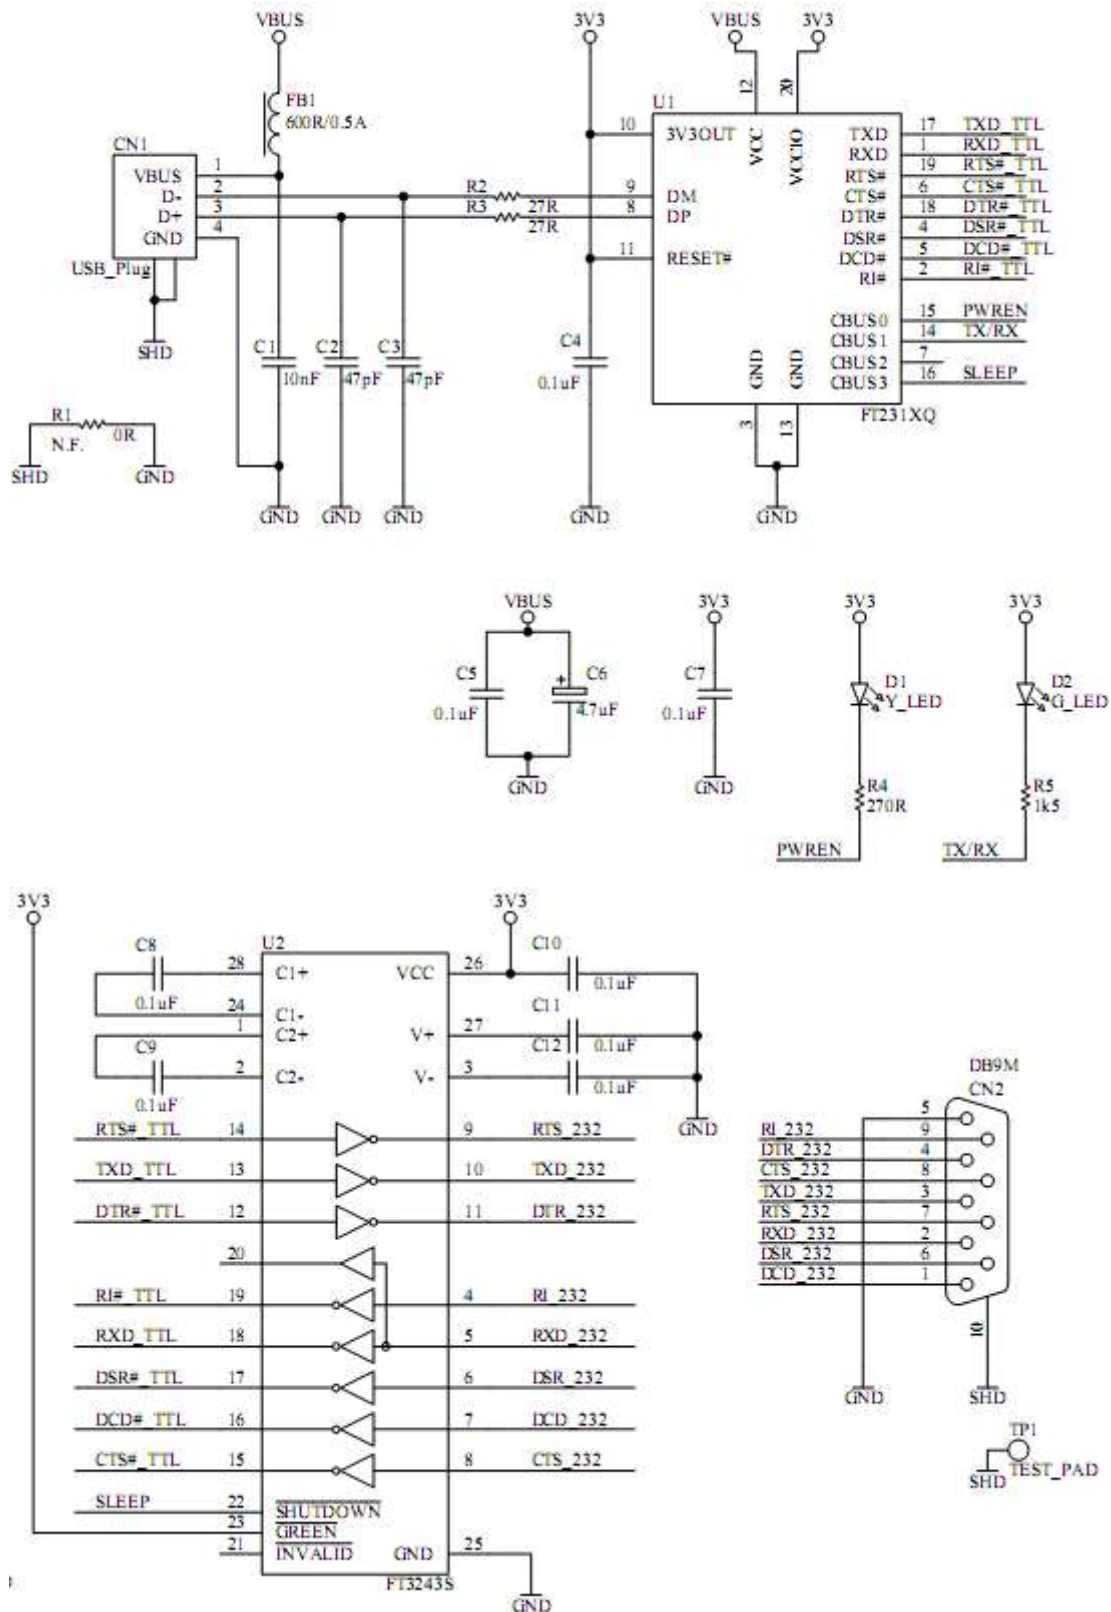 VBUS
3V3
VBUS
3V3
FB1
600R/0.5A
CN1
VBUS 1
D- 2
D+ 3
GND 4
USB_Plug
SHD
R2 27R
R3 27R
U1
12
20
10 3V3OUT
9 DM
8 DP
11 RESET#
VCC
VCCIO
TXD 17 TXD_TTL
RXD 1 RXD_TTL
RTS# 19 RTS#_TTL
CTS# 6 CTS#_TTL
DTR# 18 DTR#_TTL
DSR# 4 DSR#_TTL
DCD# 5 DCD#_TTL
RI# 2 RI#_TTL
CBUS0 15 PWREN
CBUS1 14 TX/RX
CBUS2 7
CBUS3 16 SLEEP
GND
GND
3
13
FT231XQ
GND
C1
10nF
C2
47pF
C3
47pF
C4
0.1uF
R1
N.F.
0R
SHD
GND
GND
GND
GND
GND
VBUS
C5
0.1uF
C6
+
4.7uF
GND
3V3
C7
0.1uF
GND
3V3
D1
Y_LED
R4
270R
PWREN
3V3
D2
G_LED
R5
1k5
TX/RX
3V3
3V3
U2
C8
0.1uF
28 C1+
24 C1-
1 C2+
2 C2-
C9
0.1uF
VCC 26
V+ 27
V- 3
C10
0.1uF
C11
0.1uF
C12
0.1uF
GND
RTS#_TTL 14 9 RTS_232
TXD_TTL 13 10 TXD_232
DTR#_TTL 12 11 DTR_232
20
RI#_TTL 19 4 RI_232
RXD_TTL 18 5 RXD_232
DSR#_TTL 17 6 DSR_232
DCD#_TTL 16 7 DCD_232
CTS#_TTL 15 8 CTS_232
SLEEP 22 SHUTDOWN
23 GREEN
21 INVALID
GND 25
FT3243S
GND
DB9M
CN2
5
RI_232 9
DTR_232 4
CTS_232 8
TXD_232 3
RTS_232 7
RXD_232 2
DSR_232 6
DCD_232 1
10
GND
SHD
TP1
TEST_PAD
SHD